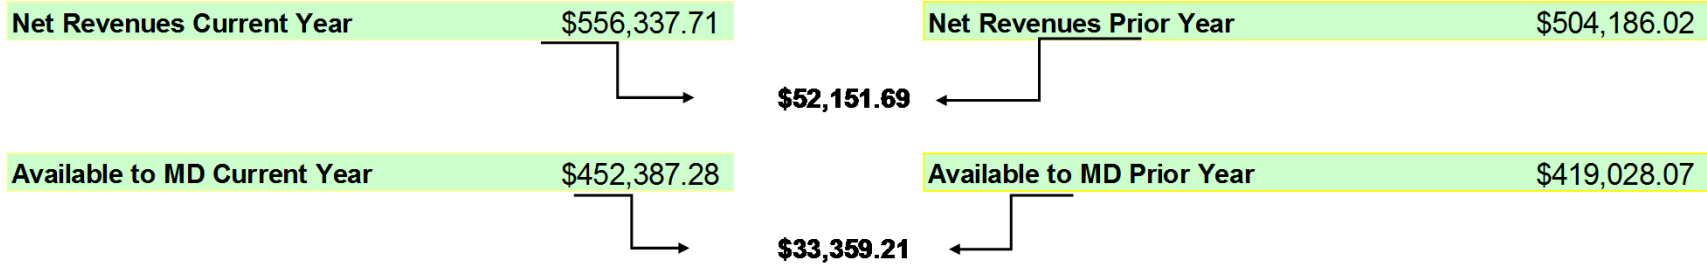 Net Revenues Current Year $556,337.71 Net Revenues Prior Year $504,186.02
$52,151.69
Available to MD Current Year $452,387.28 Available to MD Prior Year $419,028.07
$33,359.21